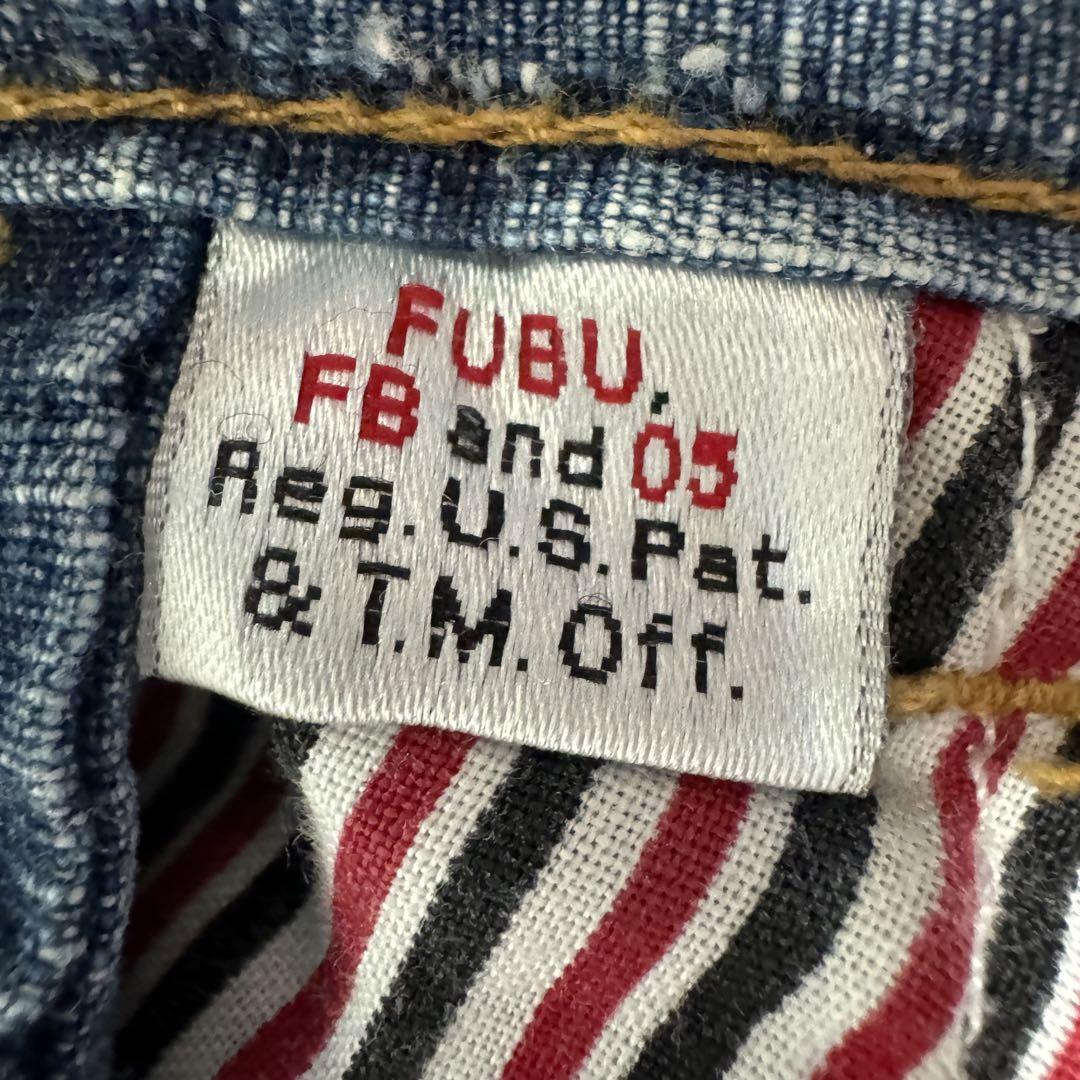 FUBU,
FB and 05
Reg.U.S.Pat.
& T.M. Off.